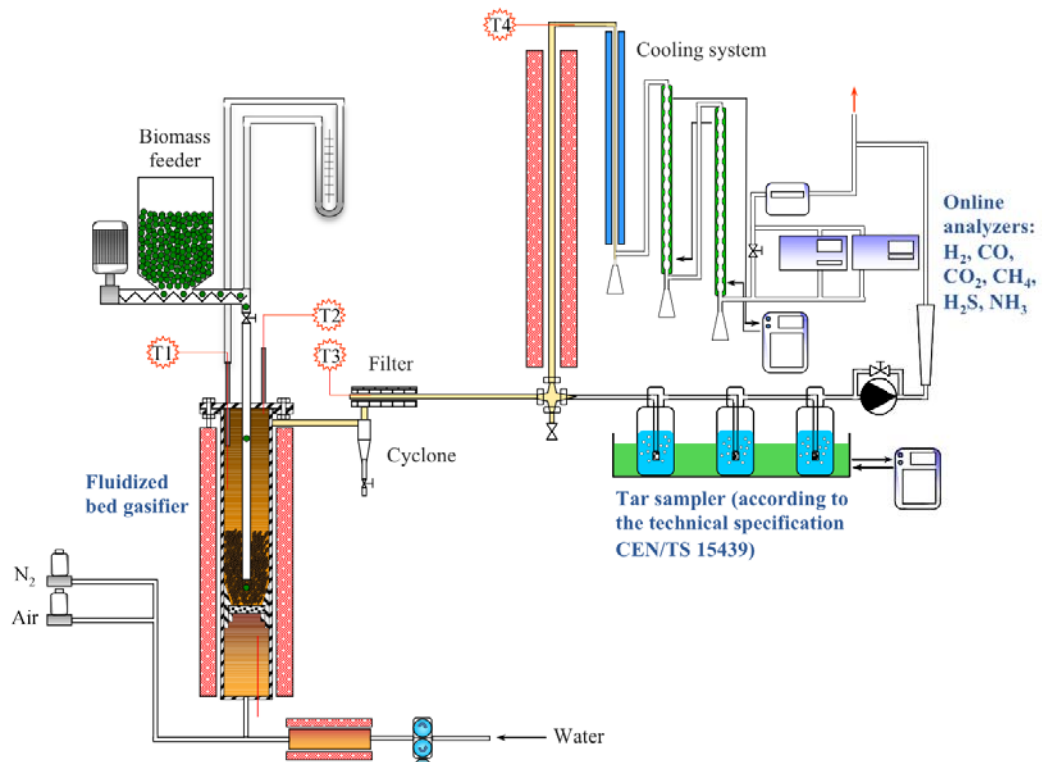 T4
Cooling system
Biomass
feeder
Online
analyzers:
H₂, CO,
CO₂, CH₄,
H₂S, NH₃
T2
T1
T3
Filter
Cyclone
Fluidized
bed gasifier
Tar sampler (according to
the technical specification
CEN/TS 15439)
N₂
Air
Water